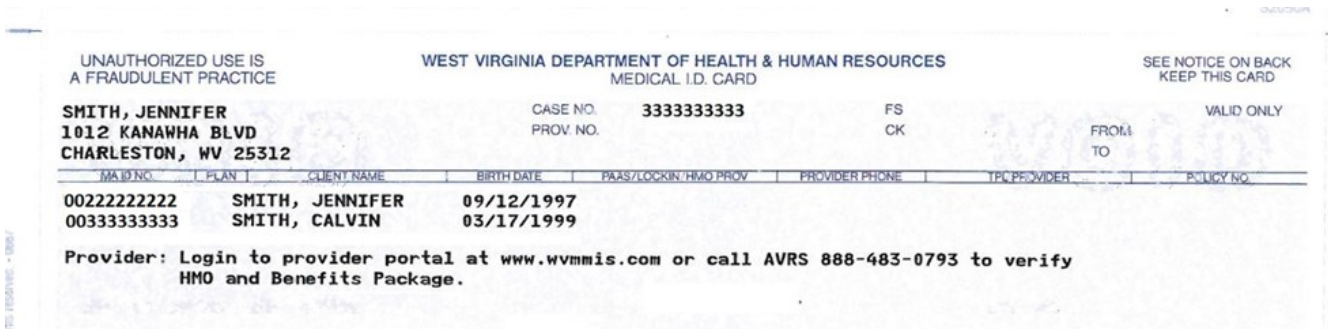 UNAUTHORIZED USE IS
A FRAUDULENT PRACTICE
WEST VIRGINIA DEPARTMENT OF HEALTH & HUMAN RESOURCES
MEDICAL I.D. CARD
SEE NOTICE ON BACK
KEEP THIS CARD
SMITH, JENNIFER CASE NO. 3333333333 FS VALID ONLY
1012 KANAWHA BLVD PROV. NO. CK FROM
CHARLESTON, WV 25312 TO
MA ID NO. PLAN CLIENT NAME BIRTH DATE PAAS/LOCKIN/HMO PROV PROVIDER PHONE TPL PROVIDER POLICY NO.
00222222222 SMITH, JENNIFER 09/12/1997
00333333333 SMITH, CALVIN 03/17/1999
Provider: Login to provider portal at www.wvmmis.com or call AVRS 888-483-0793 to verify
HMO and Benefits Package.